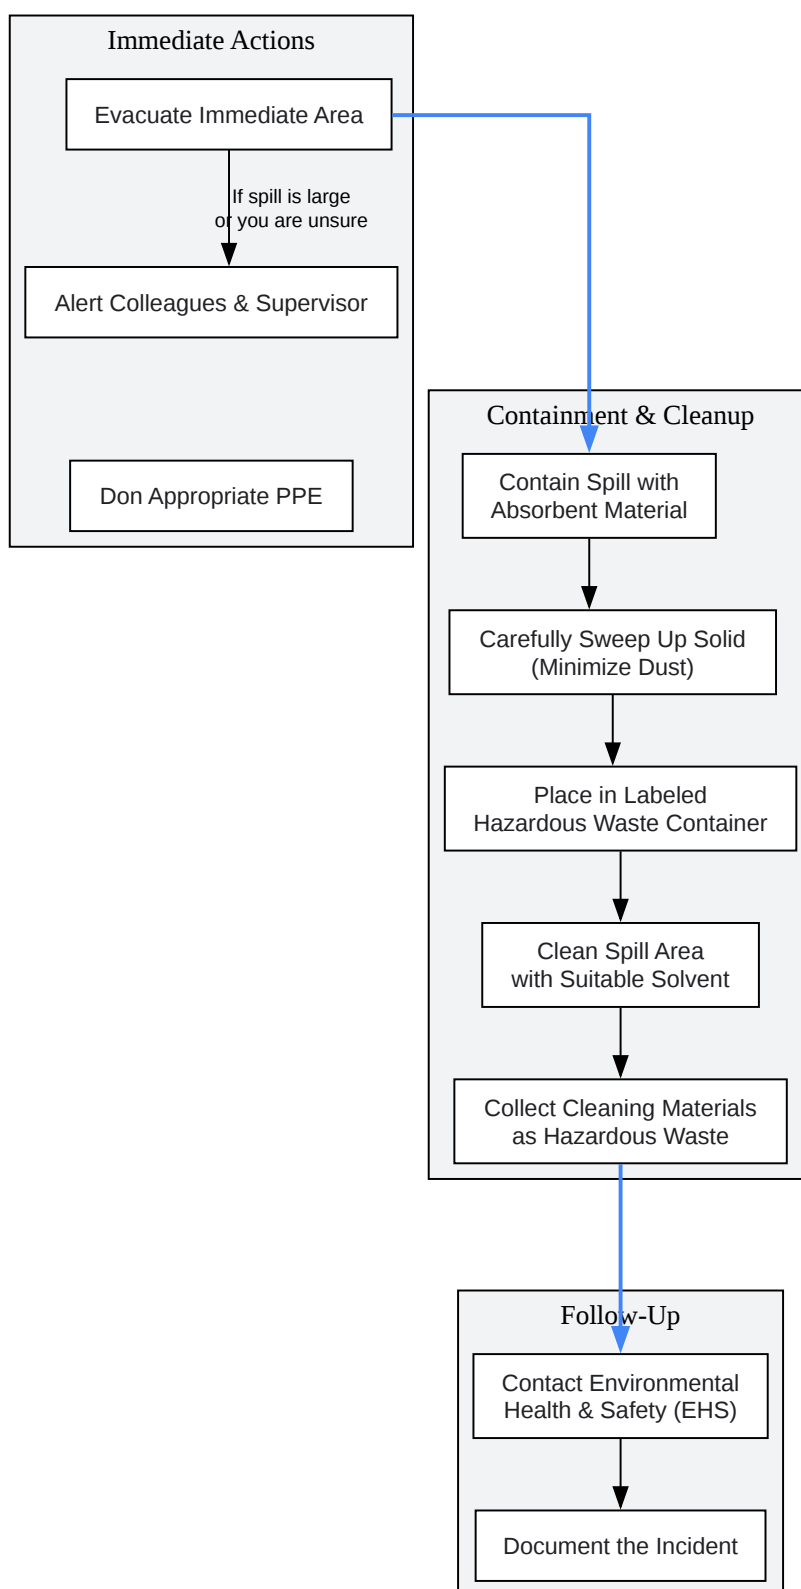 Immediate Actions
Evacuate Immediate Area
If spill is large
or you are unsure
Alert Colleagues & Supervisor
Don Appropriate PPE
Containment & Cleanup
Contain Spill with
Absorbent Material
Carefully Sweep Up Solid
(Minimize Dust)
Place in Labeled
Hazardous Waste Container
Clean Spill Area
with Suitable Solvent
Collect Cleaning Materials
as Hazardous Waste
Follow-Up
Contact Environmental
Health & Safety (EHS)
Document the Incident